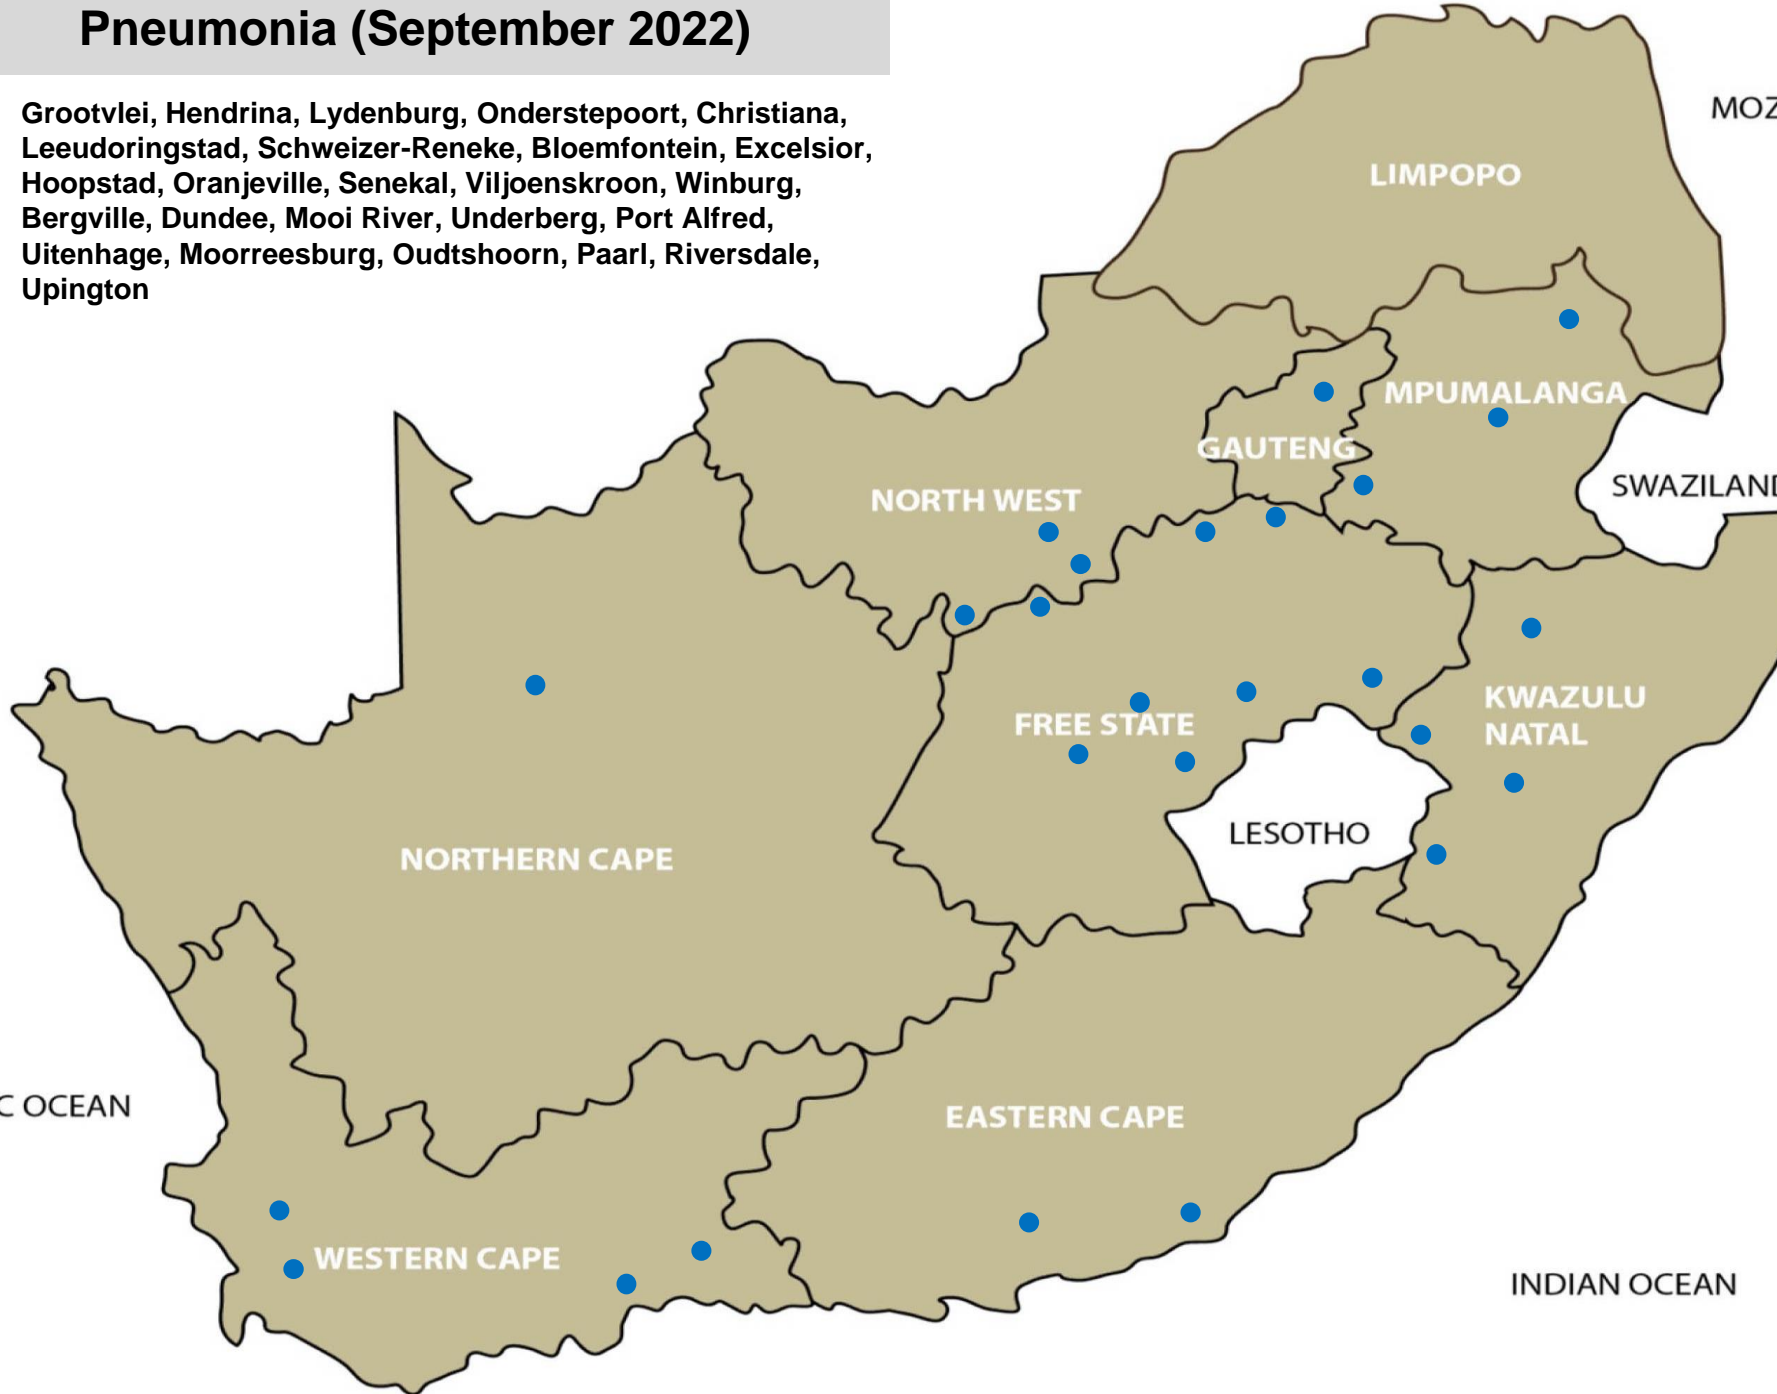 Pneumonia (September 2022)
Grootvlei, Hendrina, Lydenburg, Onderstepoort, Christiana,
Leeudoringstad, Schweizer-Reneke, Bloemfontein, Excelsior,
Hoopstad, Oranjeville, Senekal, Viljoenskroon, Winburg,
Bergville, Dundee, Mooi River, Underberg, Port Alfred,
Uitenhage, Moorreesburg, Oudtshoorn, Paarl, Riversdale,
Upington
MOZ
LIMPOPO
MPUMALANGA
GAUTENG
SWAZILAND
NORTH WEST
KWAZULU
NATAL
FREE STATE
LESOTHO
NORTHERN CAPE
C OCEAN
EASTERN CAPE
WESTERN CAPE
INDIAN OCEAN